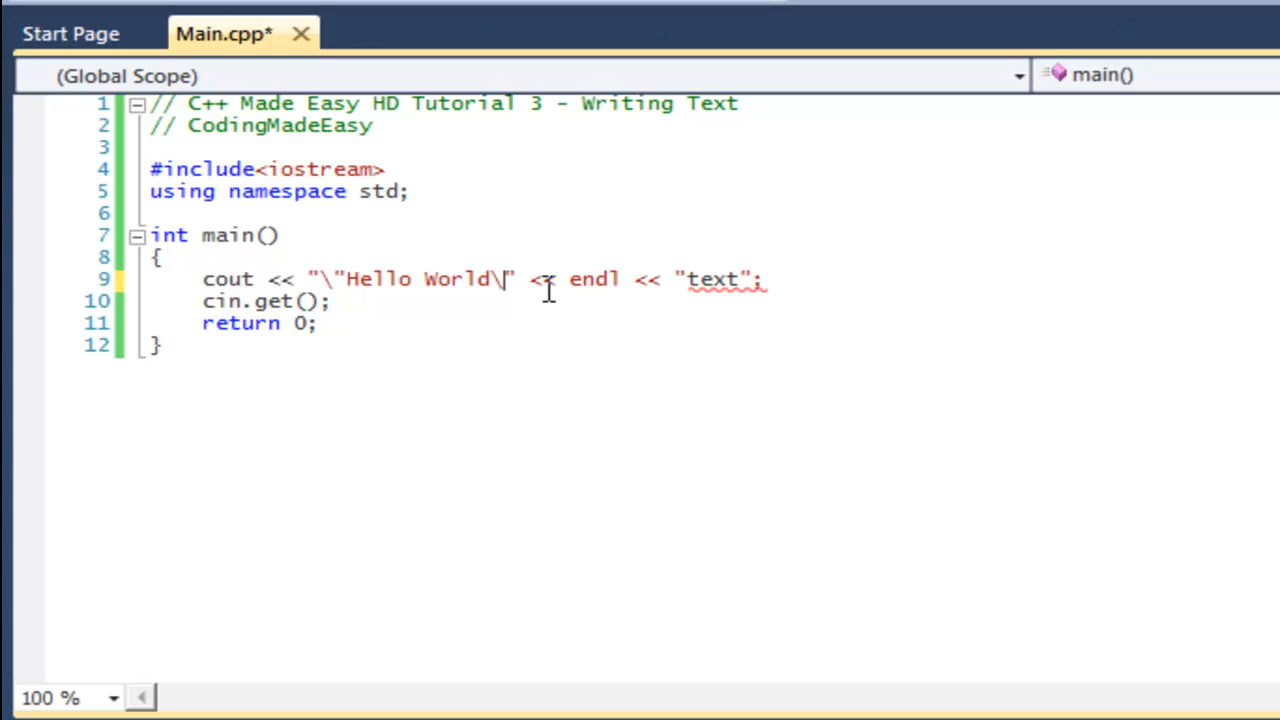 Start Page Main.cpp*
(Global Scope) main()
1 // C++ Made Easy HD Tutorial 3 - Writing Text
2 // CodingMadeEasy
3
4 #include<iostream>
5 using namespace std;
6
7 int main()
8 {
9 cout << "\"Hello World\" << endl << "text";
10 cin.get();
11 return 0;
12 }
100 %